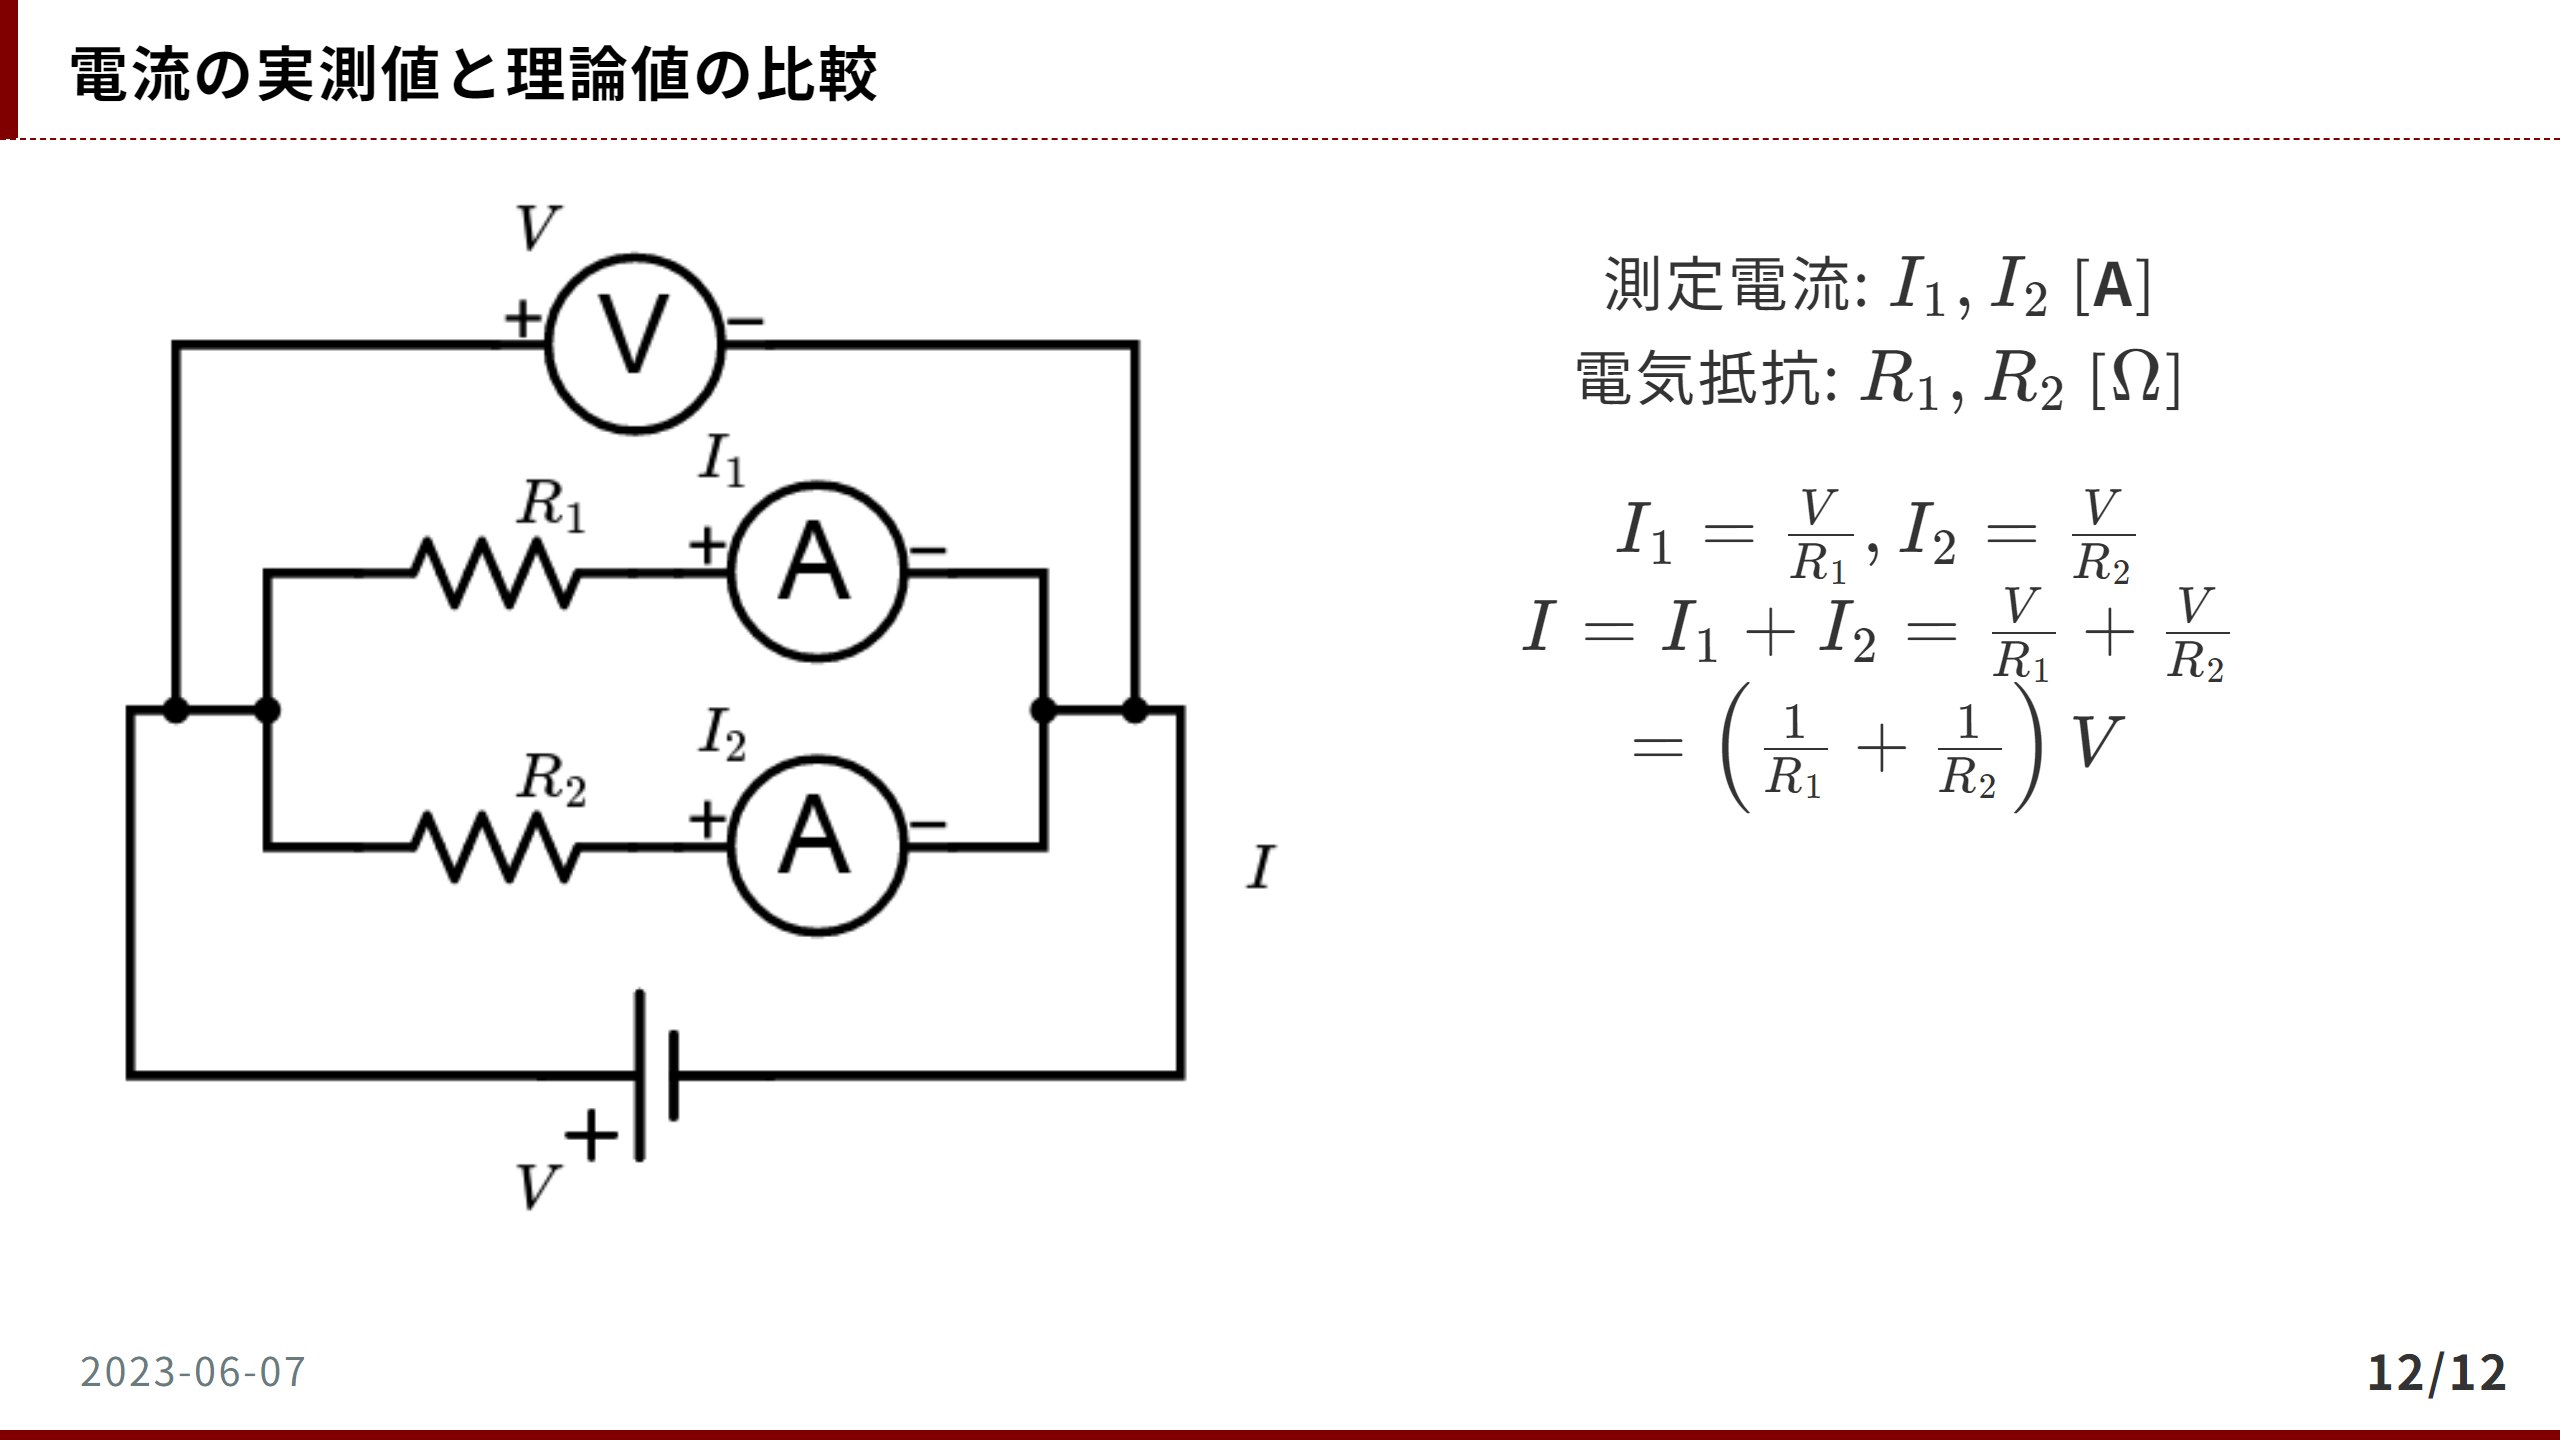 電流の実測値と理論値の比較
V
+ V −
I₁
R₁
+ A −
I₂
R₂
+ A −
I
+
V
測定電流: I₁, I₂ [A]
電気抵抗: R₁, R₂ [Ω]
I₁ = V/R₁, I₂ = V/R₂
I = I₁ + I₂ = V/R₁ + V/R₂
= (1/R₁ + 1/R₂) V
2023-06-07
12/12